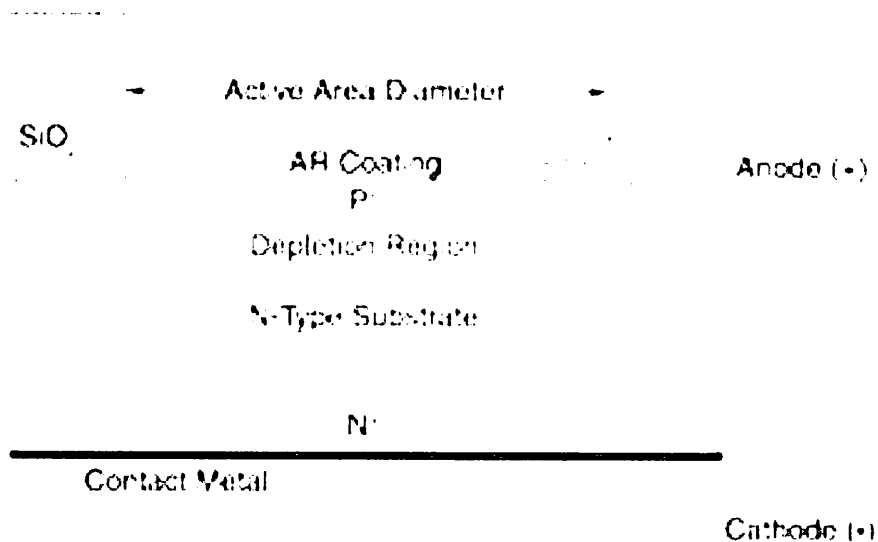 Active Area Diameter
SiO
AR Coating
Anode
P+
Depletion Region
N-Type Substrate
N+
Contact Metal
Cathode